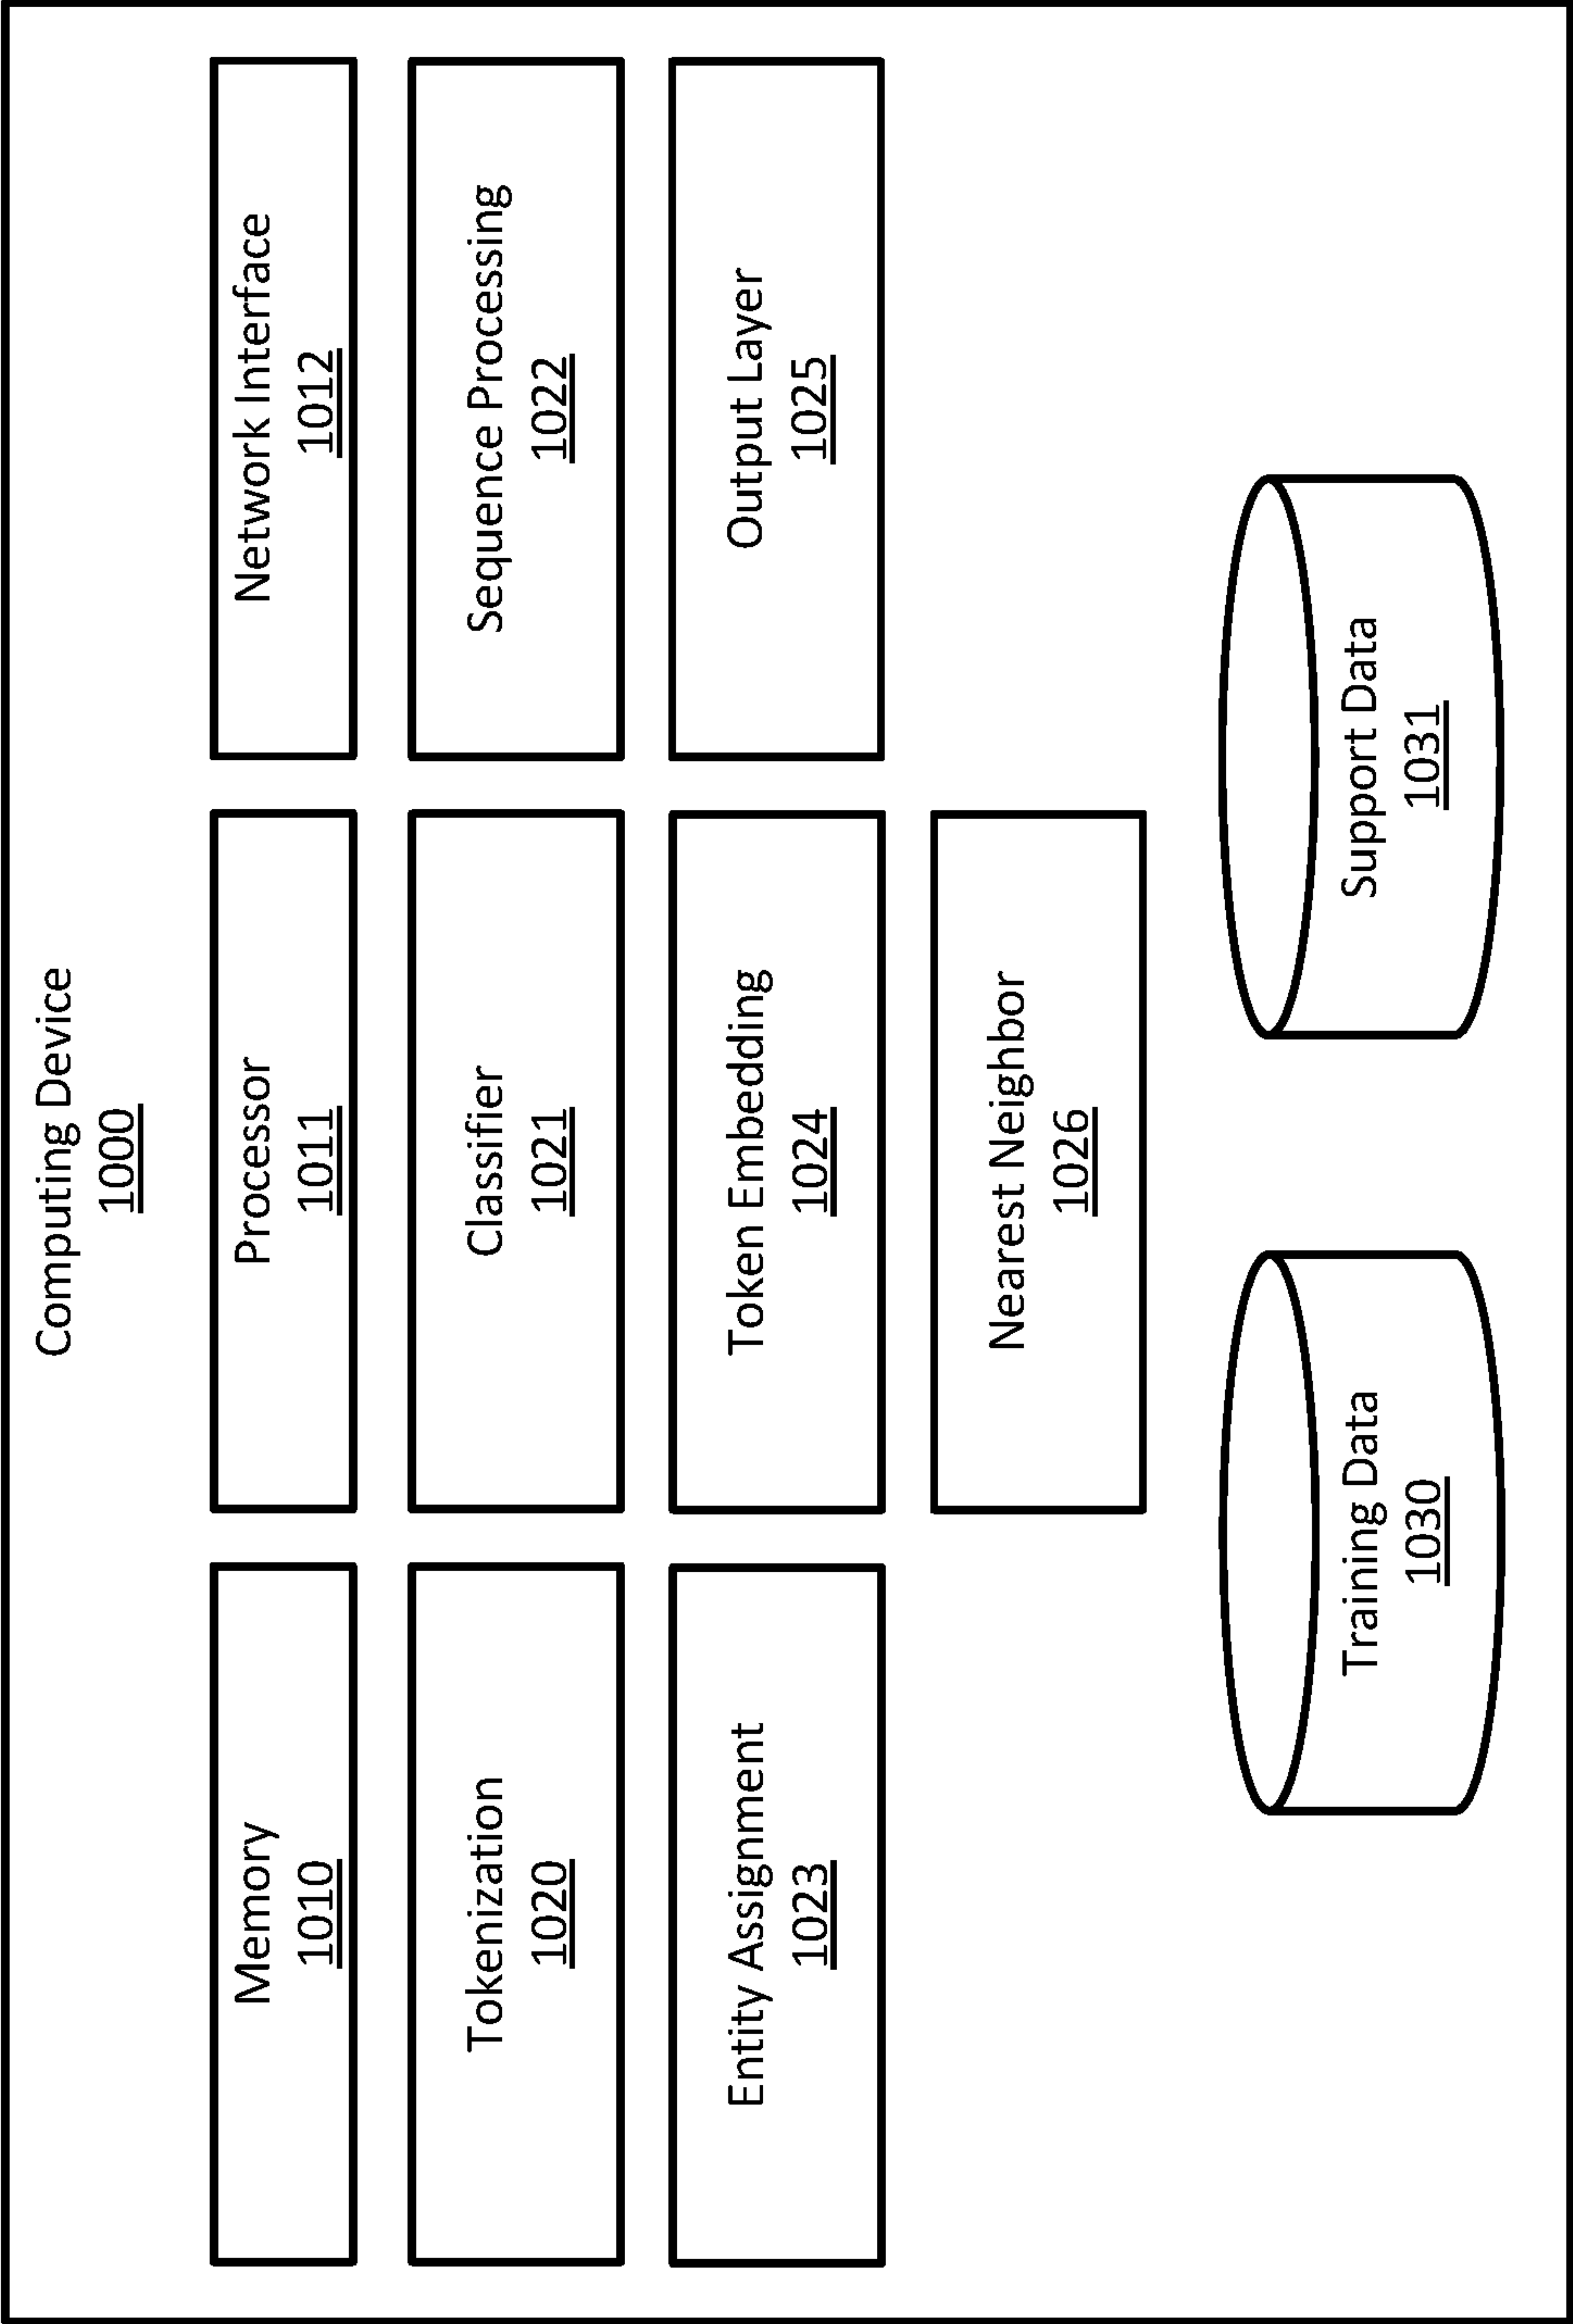 Computing Device
1000
Memory
1010
Processor
1011
Network Interface
1012
Tokenization
1020
Classifier
1021
Sequence Processing
1022
Entity Assignment
1023
Token Embedding
1024
Output Layer
1025
Nearest Neighbor
1026
Training Data
1030
Support Data
1031